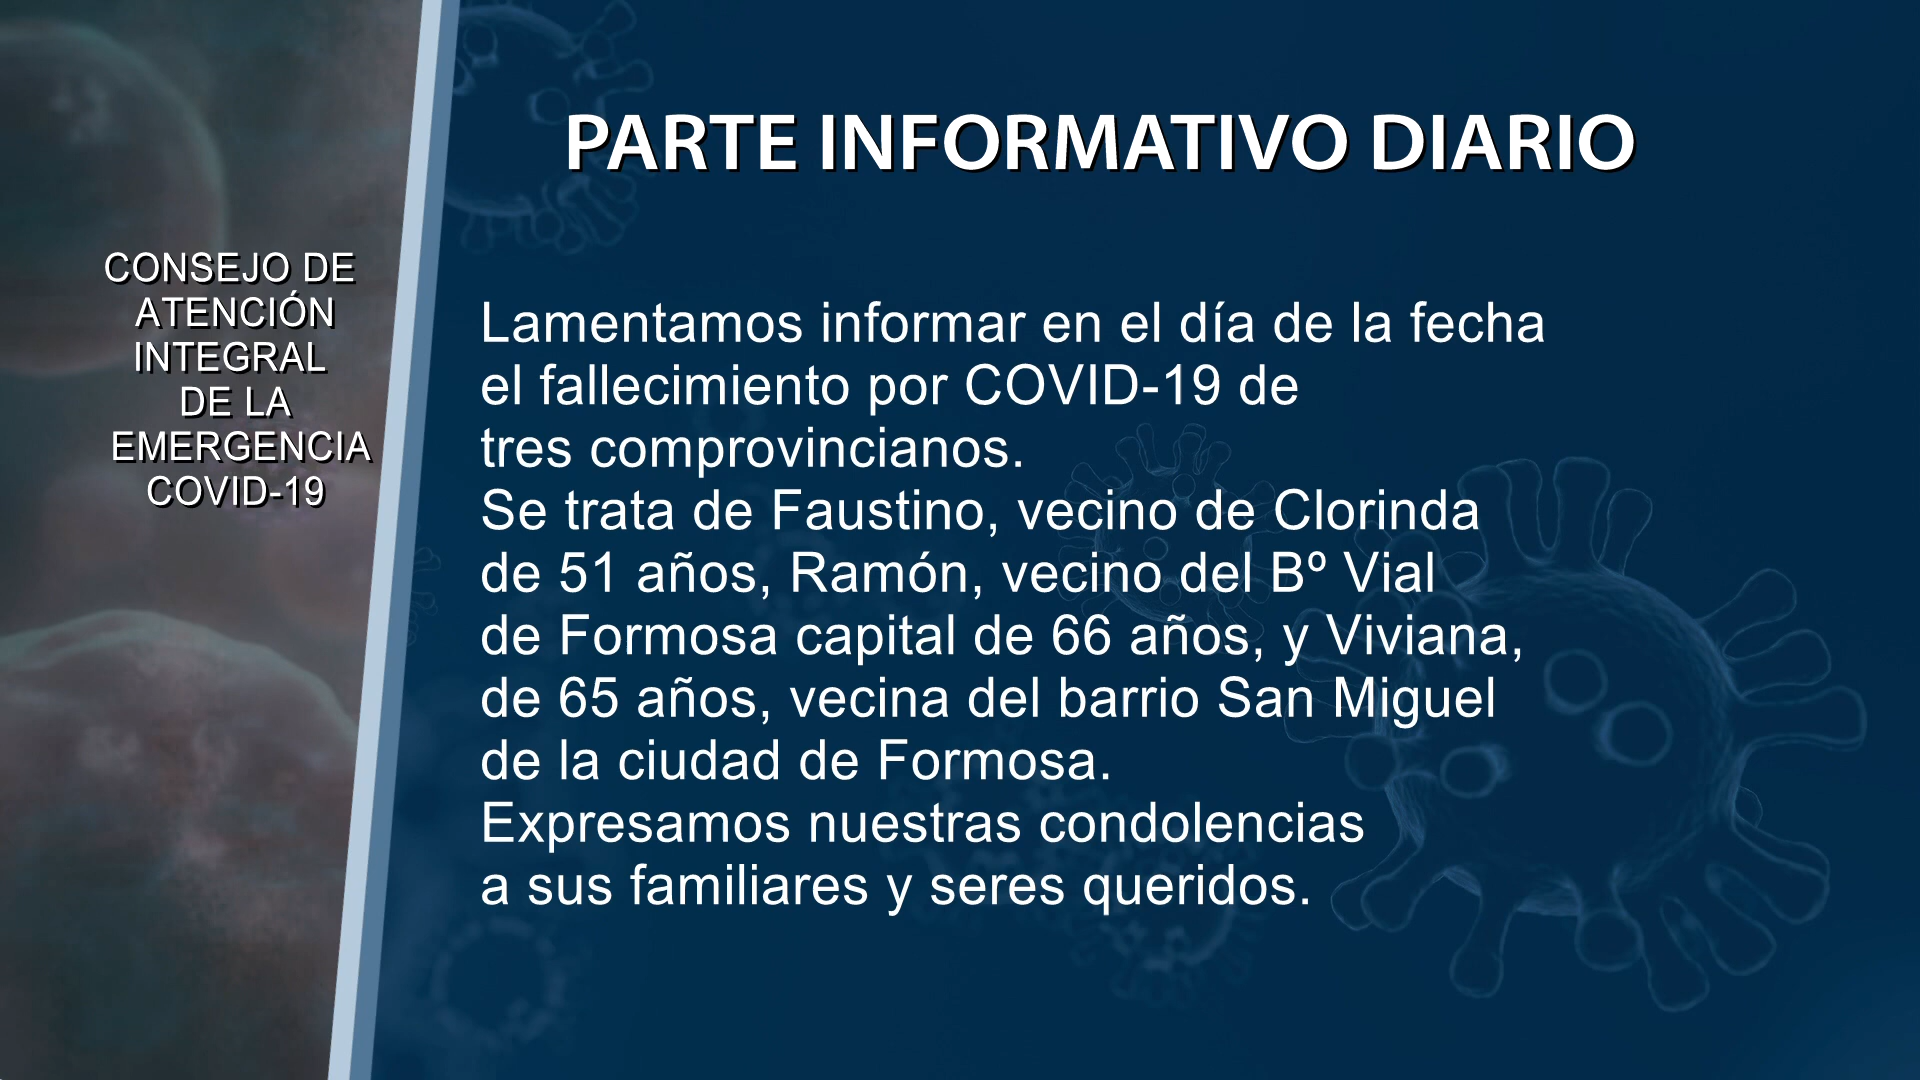 PARTE INFORMATIVO DIARIO
CONSEJO DE
ATENCIÓN
INTEGRAL
DE LA
EMERGENCIA
COVID-19
Lamentamos informar en el día de la fecha
el fallecimiento por COVID-19 de
tres comprovincianos.
Se trata de Faustino, vecino de Clorinda
de 51 años, Ramón, vecino del Bº Vial
de Formosa capital de 66 años, y Viviana,
de 65 años, vecina del barrio San Miguel
de la ciudad de Formosa.
Expresamos nuestras condolencias
a sus familiares y seres queridos.